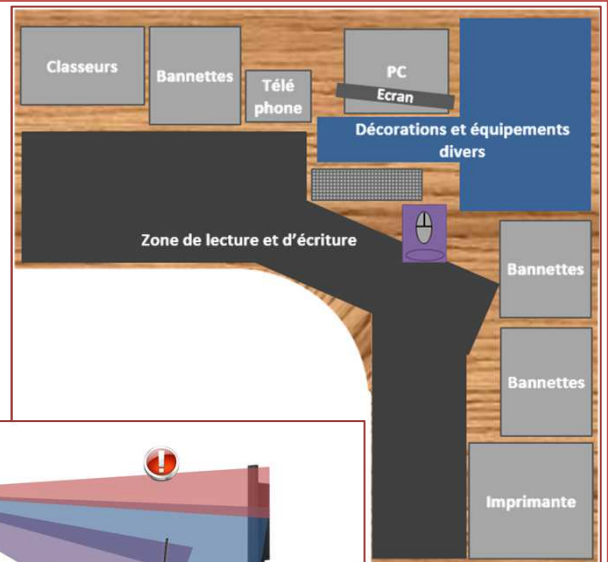 Classeurs
Bannettes
Télé
phone
PC
Ecran
Décorations et équipements
divers
Zone de lecture et d'écriture
Bannettes
Bannettes
Imprimante